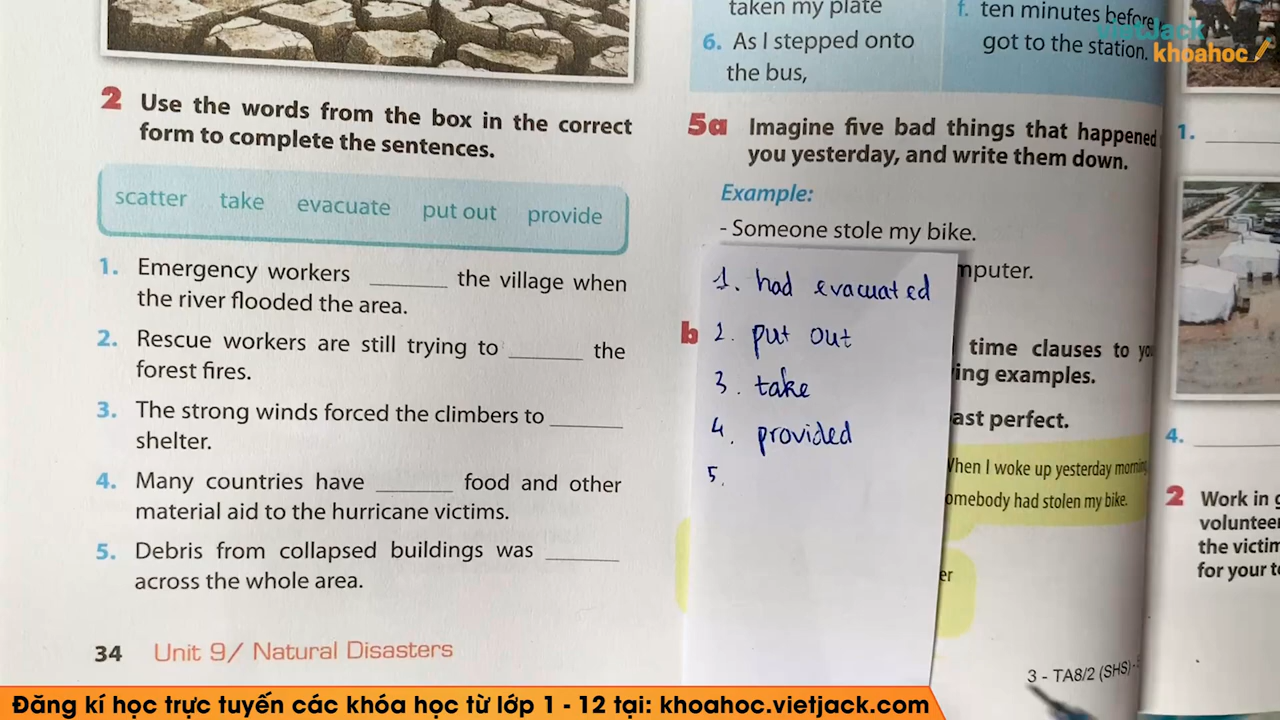 taken my plate
6. As I stepped onto
the bus,
f. ten minutes before
got to the station.
vietJack
khoahoc
2 Use the words from the box in the correct
form to complete the sentences.
scatter take evacuate put out provide
1. Emergency workers ______ the village when
the river flooded the area.
2. Rescue workers are still trying to ______ the
forest fires.
3. The strong winds forced the climbers to ______
shelter.
4. Many countries have ______ food and other
material aid to the hurricane victims.
5. Debris from collapsed buildings was ______
across the whole area.
34 Unit 9/ Natural Disasters
5a Imagine five bad things that happened
you yesterday, and write them down.
Example:
- Someone stole my bike.
mputer.
b
time clauses to
ing examples.
ast perfect.
When I woke up yesterday morning
omebody had stolen my bike.
er
1. had evacuated
2. put out
3. take
4. provided
5.
3 - TA8/2 (SHS) -
1. ______
4. ______
2 Work in
volunteer
the victim
for your
Đăng kí học trực tuyến các khóa học từ lớp 1 - 12 tại: khoahoc.vietjack.com